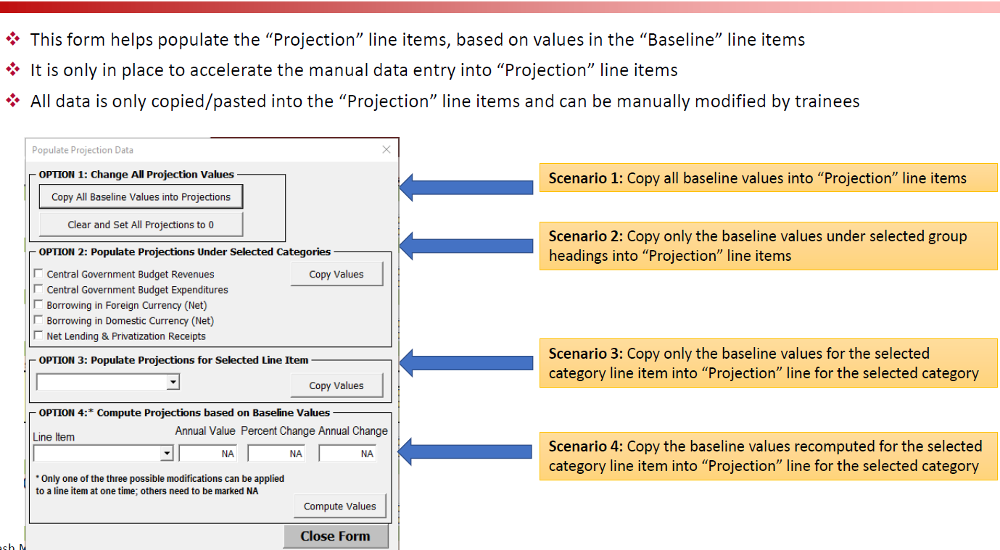 This form helps populate the “Projection” line items, based on values in the “Baseline” line items
It is only in place to accelerate the manual data entry into “Projection” line items
All data is only copied/pasted into the “Projection” line items and can be manually modified by trainees
Populate Projection Data
OPTION 1: Change All Projection Values
Copy All Baseline Values into Projections
Clear and Set All Projections to 0
Scenario 1: Copy all baseline values into “Projection” line items
OPTION 2: Populate Projections Under Selected Categories
Central Government Budget Revenues
Copy Values
Central Government Budget Expenditures
Borrowing in Foreign Currency (Net)
Borrowing in Domestic Currency (Net)
Net Lending & Privatization Receipts
Scenario 2: Copy only the baseline values under selected group
headings into “Projection” line items
OPTION 3: Populate Projections for Selected Line Item
Copy Values
Scenario 3: Copy only the baseline values for the selected
category line item into “Projection” line for the selected category
OPTION 4:* Compute Projections based on Baseline Values
Line Item
Annual Value Percent Change Annual Change
NA NA NA
* Only one of the three possible modifications can be applied
to a line item at one time; others need to be marked NA
Compute Values
Scenario 4: Copy the baseline values recomputed for the selected
category line item into “Projection” line for the selected category
Close Form